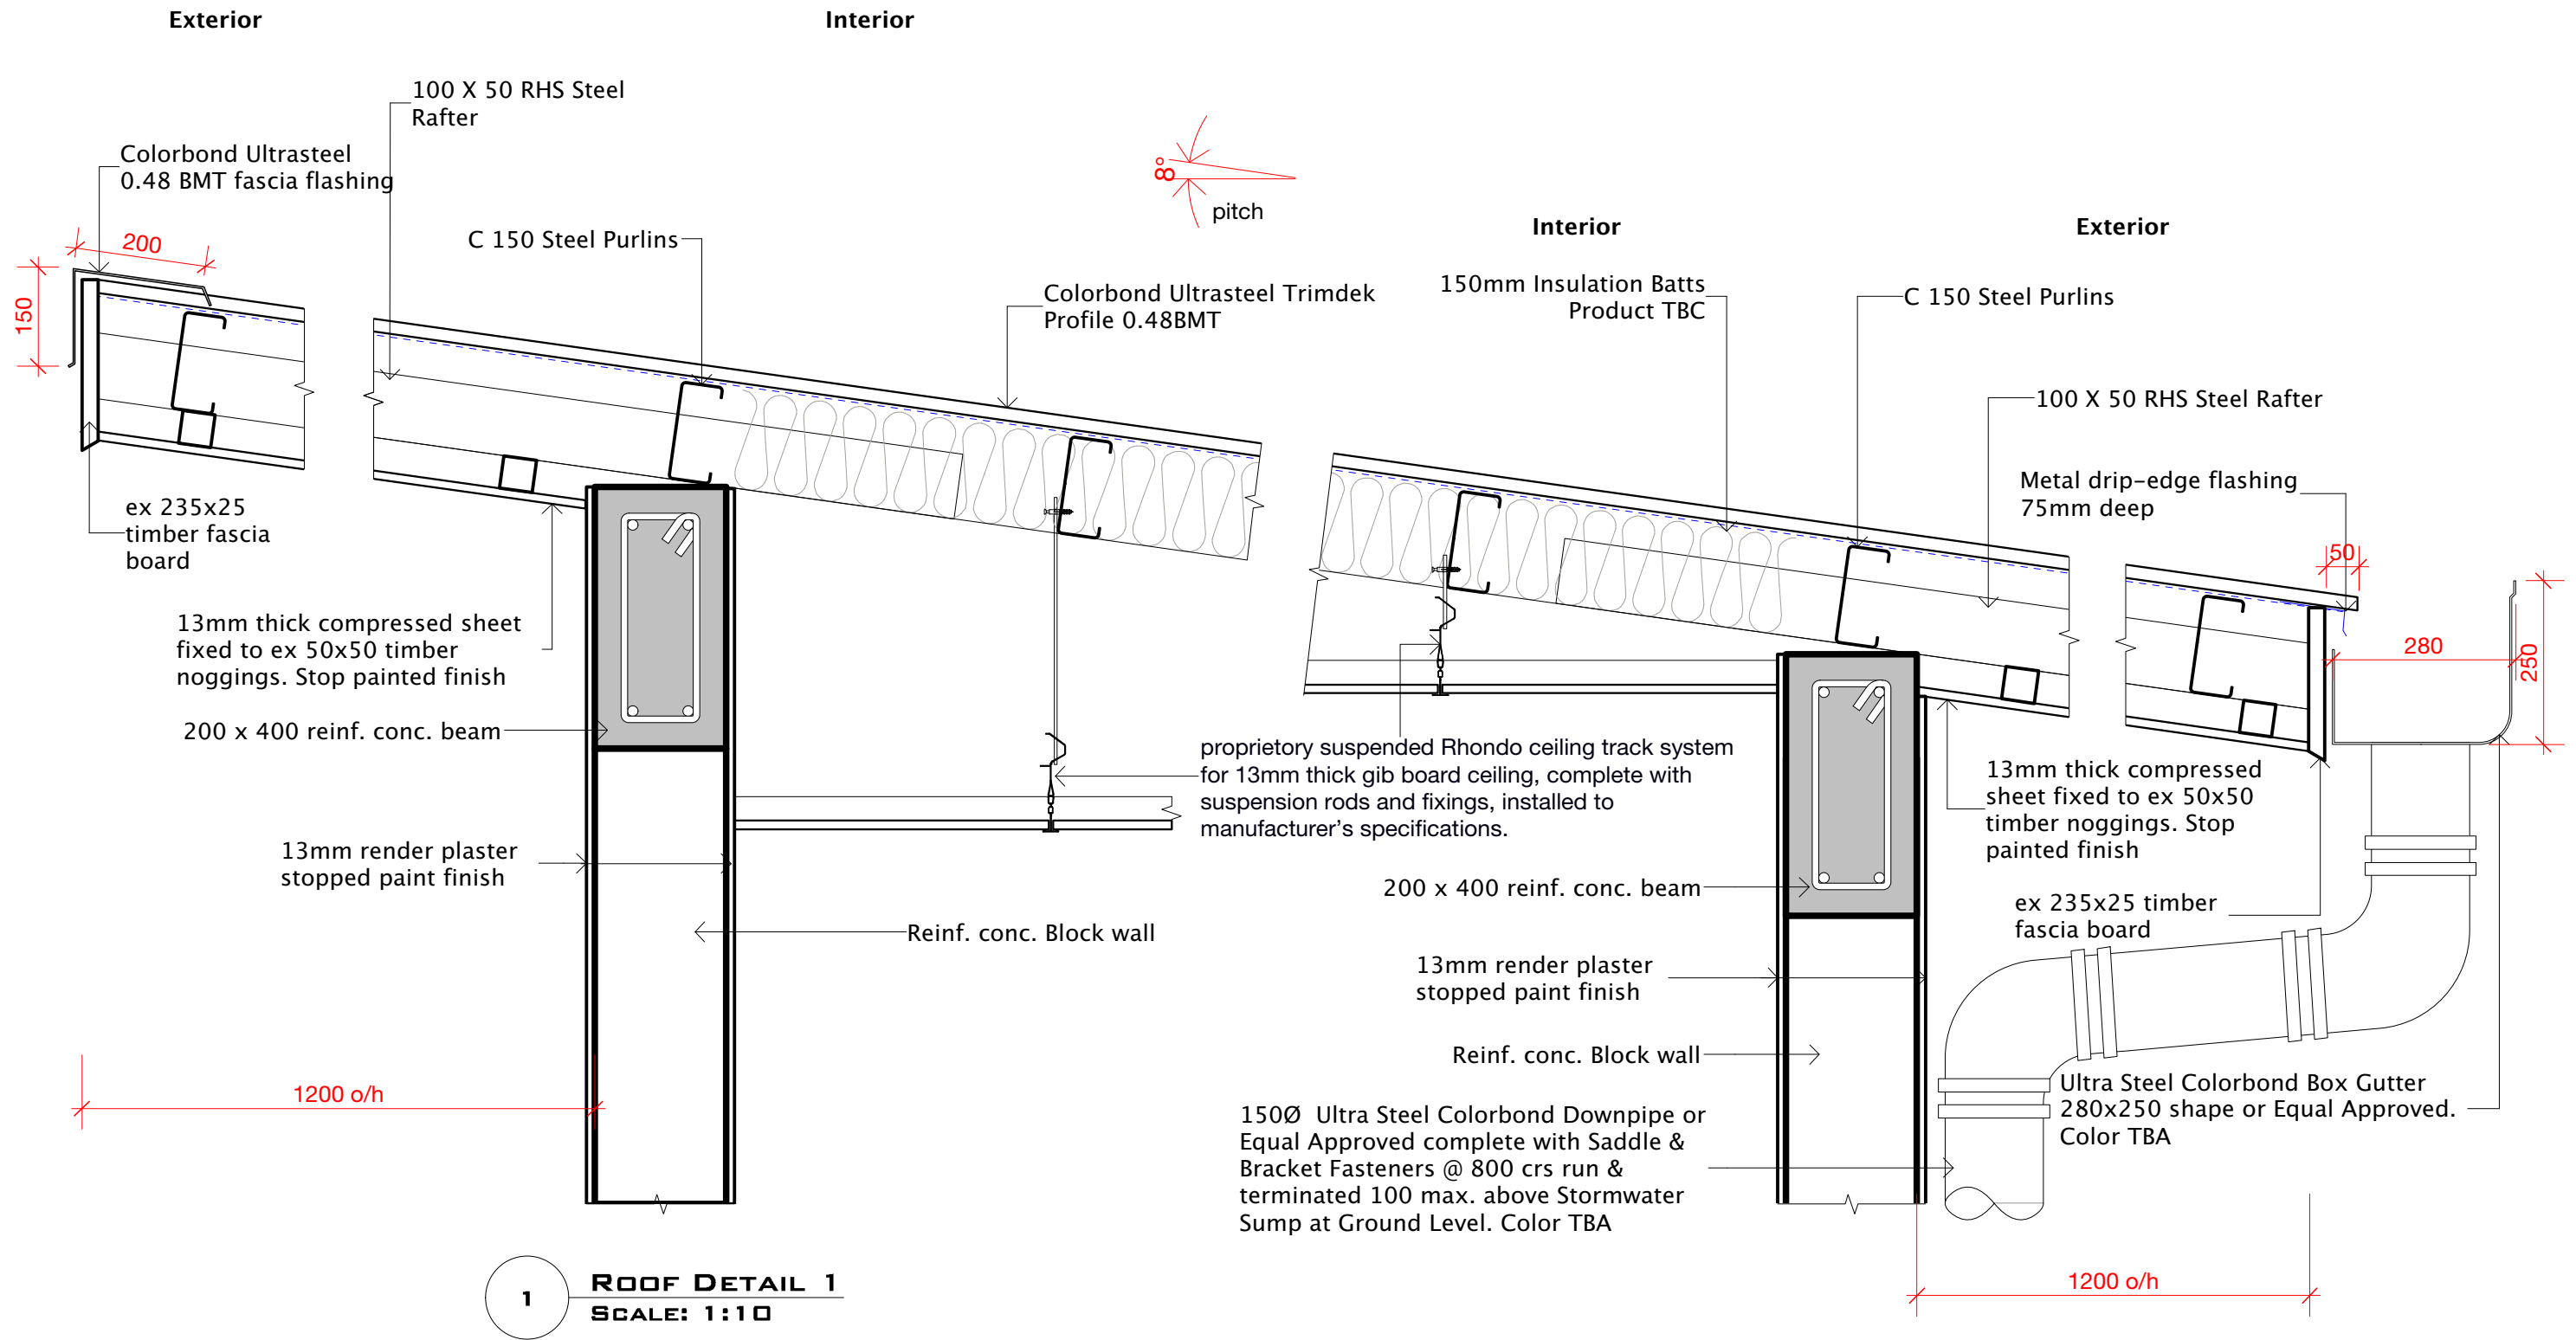 Exterior
Interior
100 X 50 RHS Steel
Rafter
Colorbond Ultrasteel
0.48 BMT fascia flashing
8°
pitch
200
150
C 150 Steel Purlins
Colorbond Ultrasteel Trimdek
Profile 0.48BMT
Interior
Exterior
150mm Insulation Batts
Product TBC
C 150 Steel Purlins
100 X 50 RHS Steel Rafter
Metal drip-edge flashing
75mm deep
50
280
250
ex 235x25
timber fascia
board
13mm thick compressed sheet
fixed to ex 50x50 timber
noggings. Stop painted finish
200 x 400 reinf. conc. beam
proprietory suspended Rhondo ceiling track system
for 13mm thick gib board ceiling, complete with
suspension rods and fixings, installed to
manufacturer's specifications.
13mm thick compressed
sheet fixed to ex 50x50
timber noggings. Stop
painted finish
13mm render plaster
stopped paint finish
200 x 400 reinf. conc. beam
ex 235x25 timber
fascia board
Reinf. conc. Block wall
13mm render plaster
stopped paint finish
Reinf. conc. Block wall
1200 o/h
150Ø Ultra Steel Colorbond Downpipe or
Equal Approved complete with Saddle &
Bracket Fasteners @ 800 crs run &
terminated 100 max. above Stormwater
Sump at Ground Level. Color TBA
Ultra Steel Colorbond Box Gutter
280x250 shape or Equal Approved.
Color TBA
1200 o/h
1
ROOF DETAIL 1
SCALE: 1:10